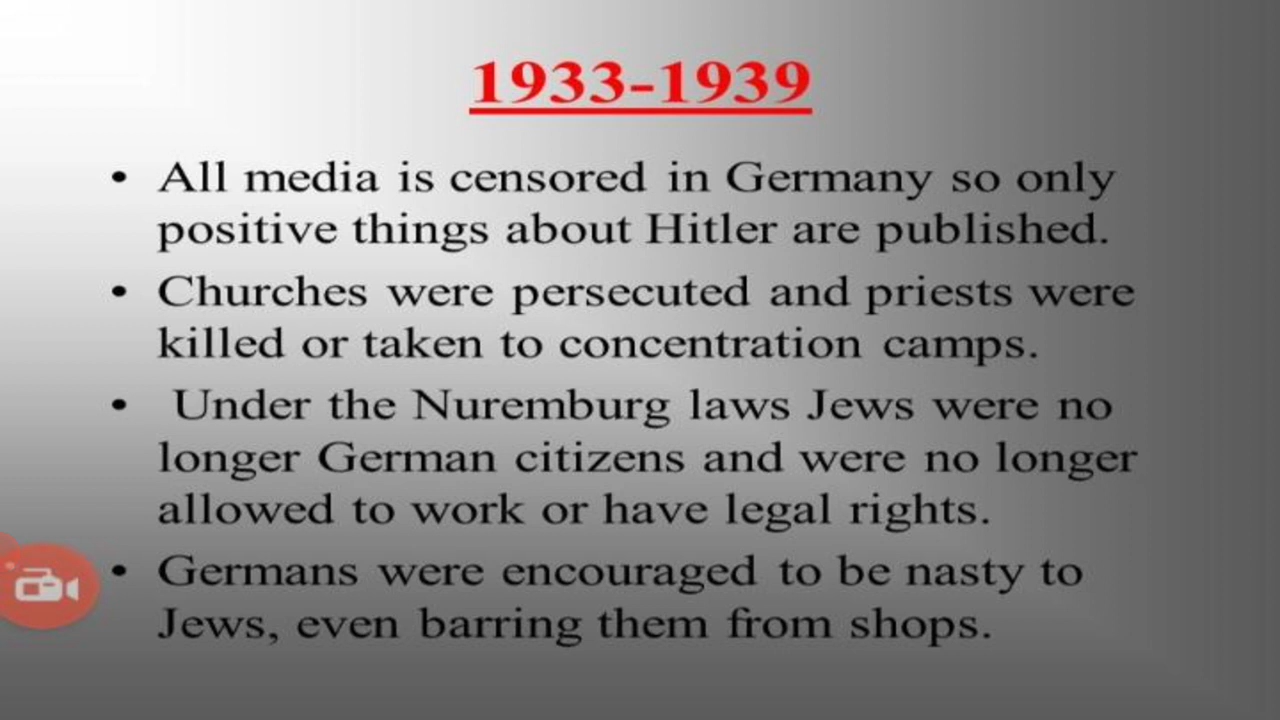 1933-1939
• All media is censored in Germany so only
positive things about Hitler are published.
• Churches were persecuted and priests were
killed or taken to concentration camps.
• Under the Nuremburg laws Jews were no
longer German citizens and were no longer
allowed to work or have legal rights.
• Germans were encouraged to be nasty to
Jews, even barring them from shops.